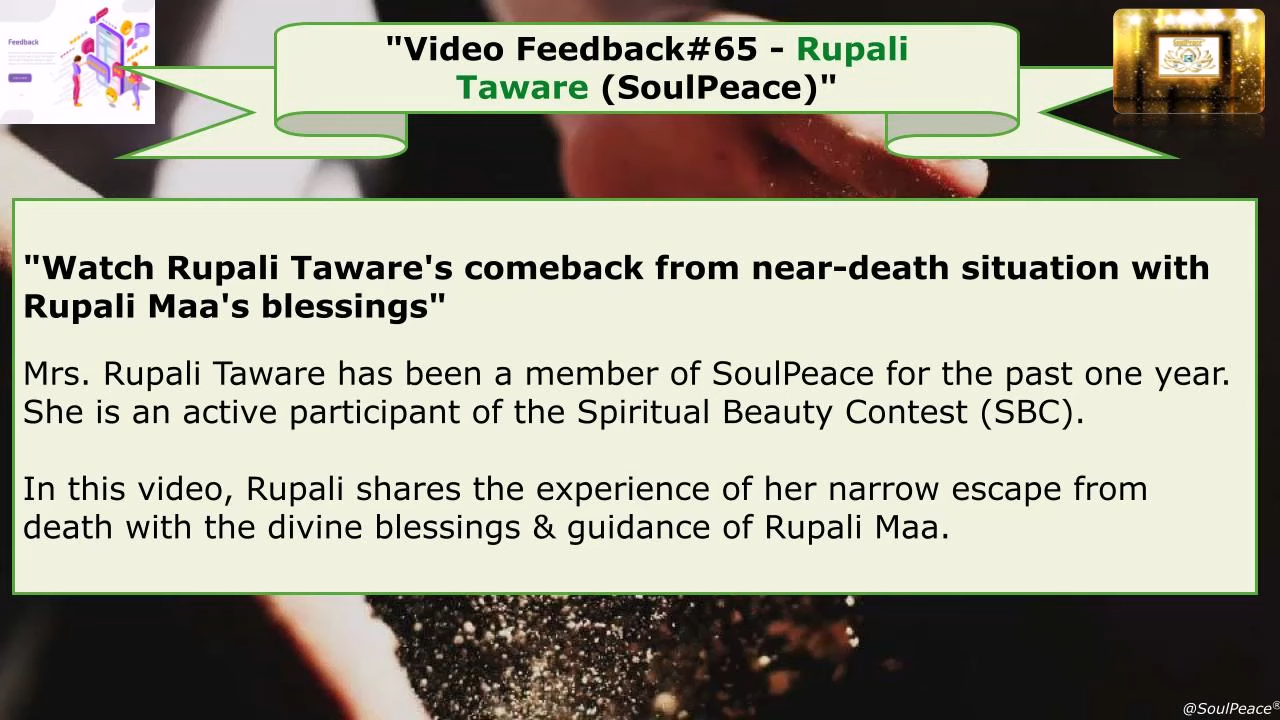 Feedback
"Video Feedback#65 - Rupali
Taware (SoulPeace)"
"Watch Rupali Taware's comeback from near-death situation with
Rupali Maa's blessings"
Mrs. Rupali Taware has been a member of SoulPeace for the past one year.
She is an active participant of the Spiritual Beauty Contest (SBC).
In this video, Rupali shares the experience of her narrow escape from
death with the divine blessings & guidance of Rupali Maa.
@SoulPeace®